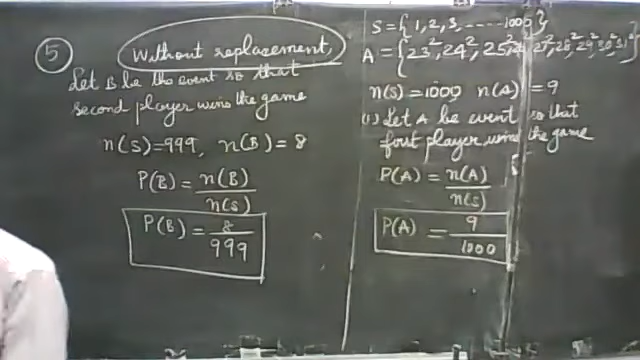 5
Without replacement,
Let B be the event so that
second player wins the game
n(S)=999, n(B)=8
P(B) = n(B)
n(S)
P(B) = 8
999
S={1,2,3,.....1000}
A={23²,24²,25²,26²,27²,28²,29²,30²,31²}
n(S)=1000, n(A)=9
(i) Let A be event so that
first player wins the game
P(A) = n(A)
n(S)
P(A) = 9
1000